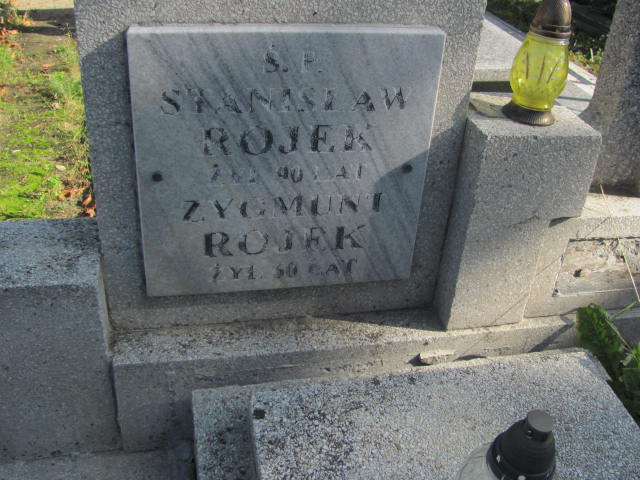 Ś. P.
STANISŁAW
ROJEK
ŻYŁ 90 LAT
ZYGMUNT
ROJEK
ŻYŁ 50 LAT